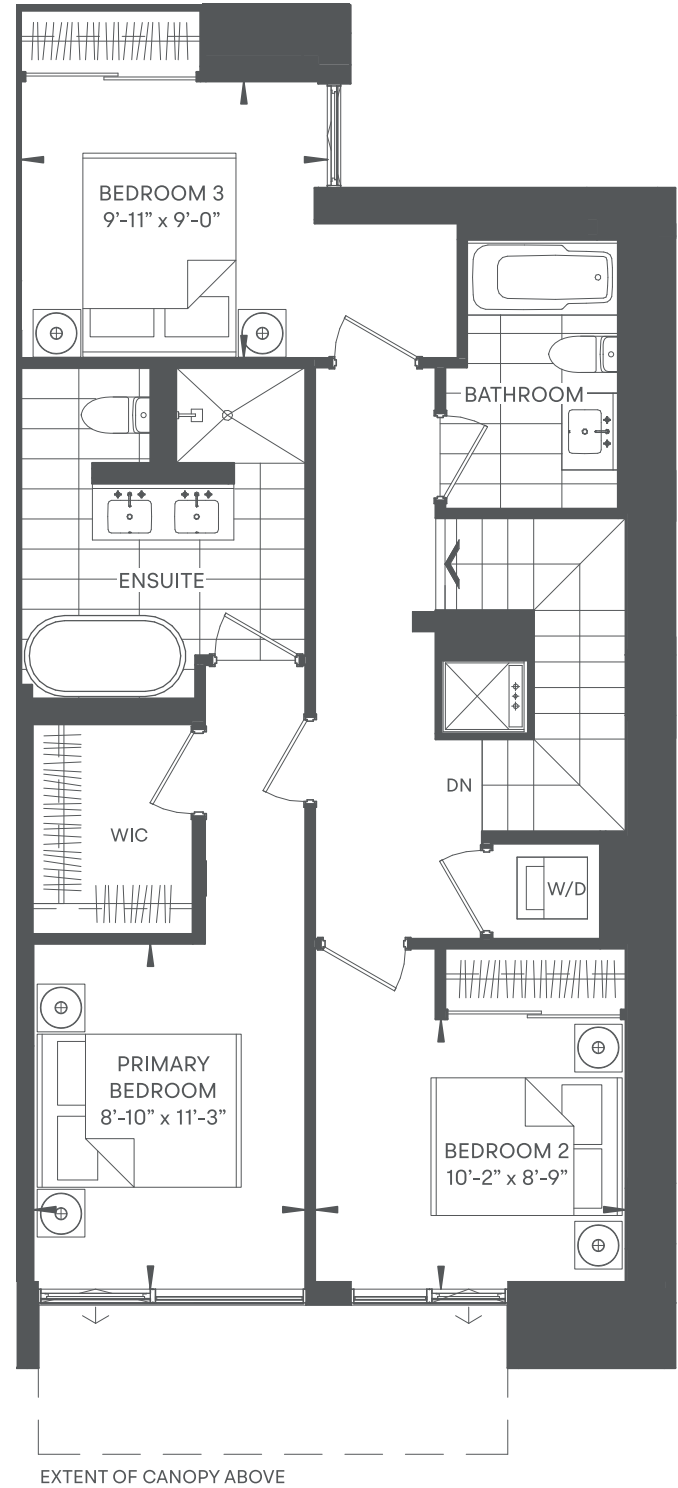 BEDROOM 3
9’-11” x 9’-0”
BATHROOM
ENSUITE
DN
WIC
W/D
PRIMARY
BEDROOM
8’-10” x 11’-3”
BEDROOM 2
10’-2” x 8’-9”
EXTENT OF CANOPY ABOVE